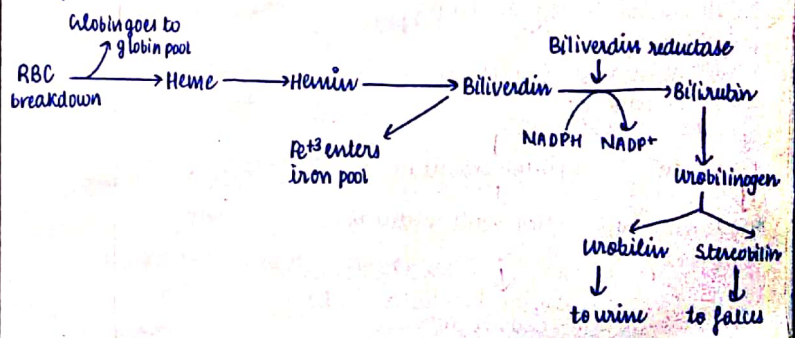 Globin goes to
globin pool
RBC
breakdown
Heme
Hemin
Biliverdin
Biliverdin reductase
Bilirubin
NADPH NADP+
Fe+3 enters
iron pool
Urobilinogen
Urobilin Stercobilin
to urine to faeces